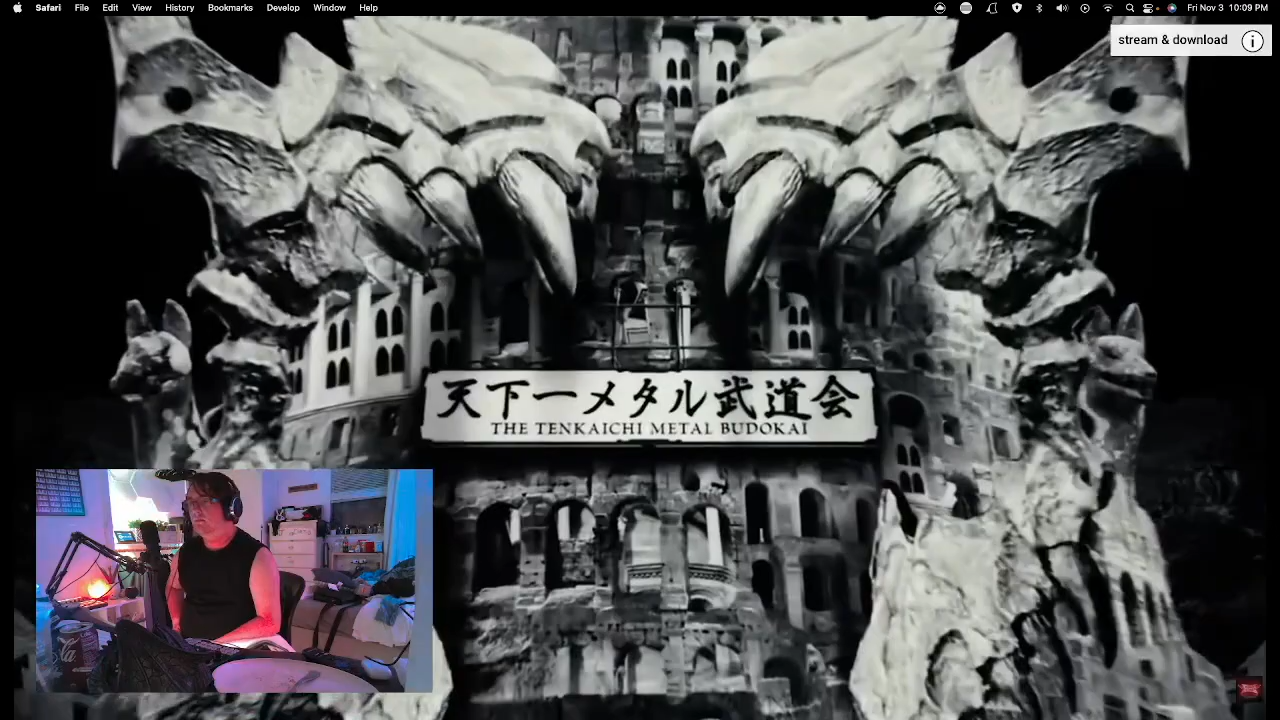 Safari File Edit View History Bookmarks Develop Window Help Fri Nov 3 10:09 PM
stream & download
天下一メタル武道会
THE TENKAICHI METAL BUDOKAI